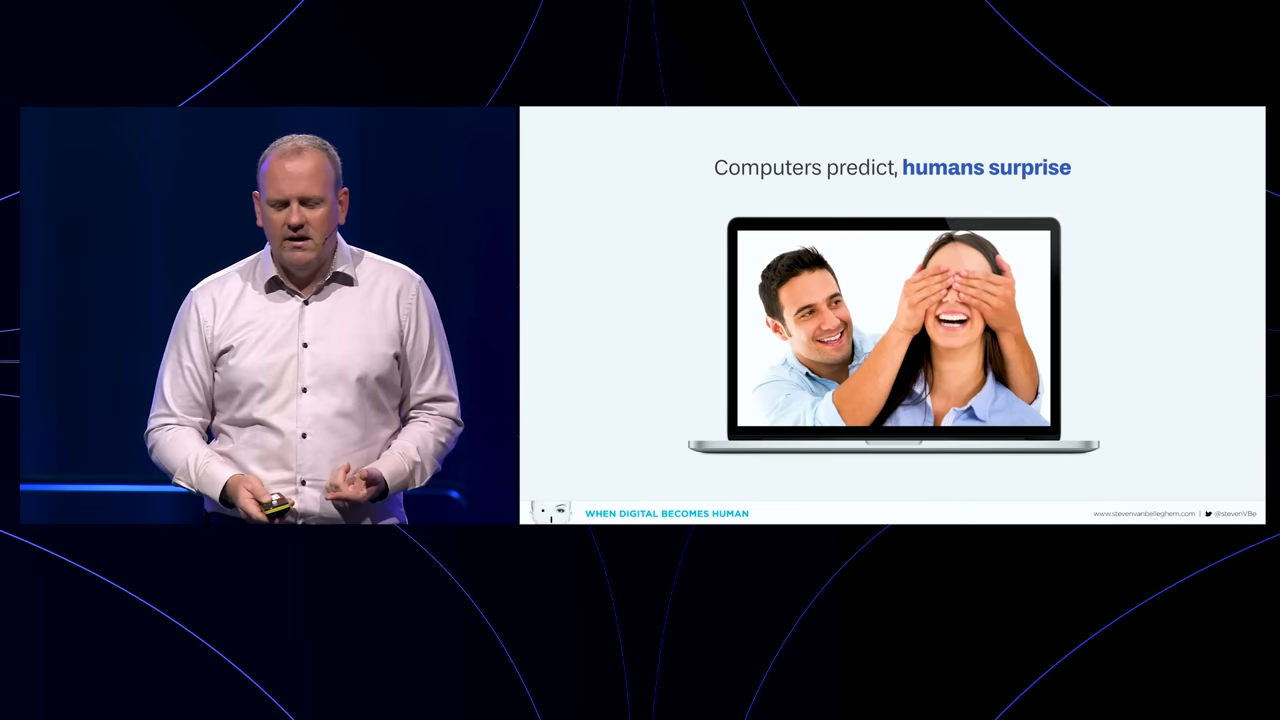 Computers predict, humans surprise
WHEN DIGITAL BECOMES HUMAN
www.stevenvanbelleghem.com | @stevenVBe